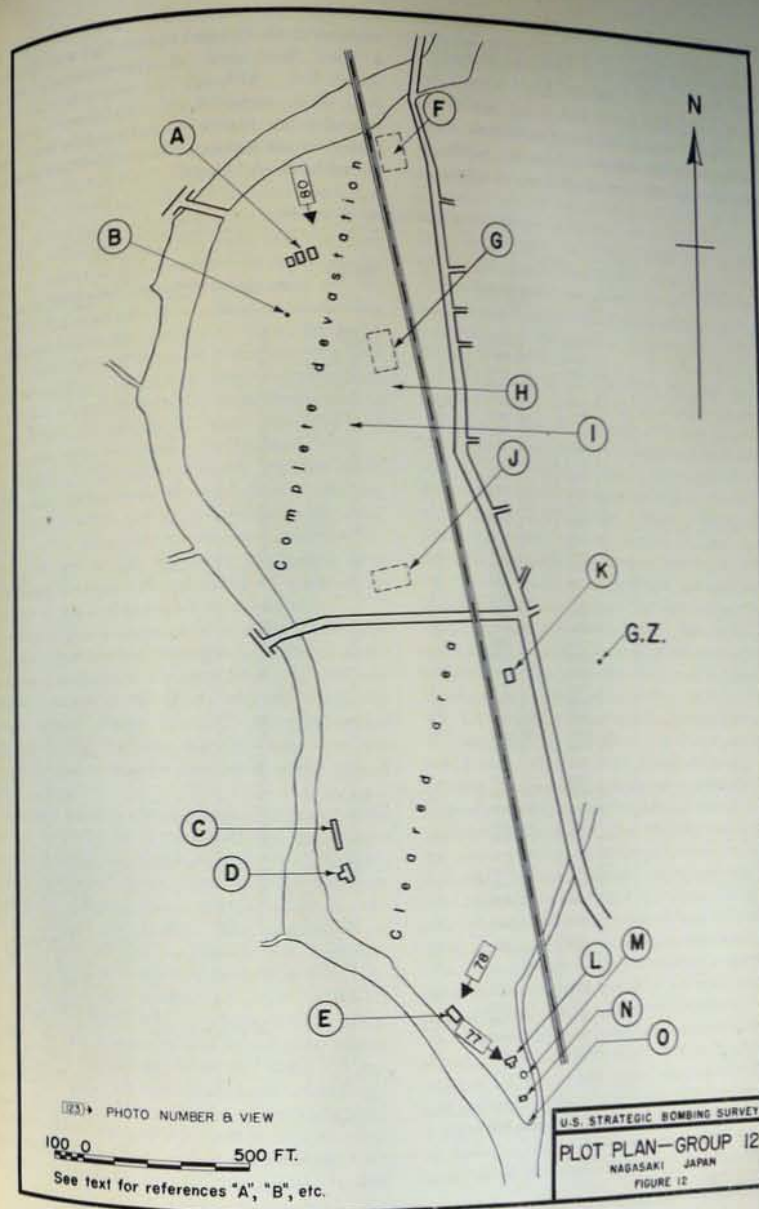 N
A
F
80
B
G
H
I
J
Complete devastation
K
G.Z.
Cleared area
C
D
L
M
N
O
78
E
77
123 PHOTO NUMBER & VIEW
100 0 500 FT.
See text for references "A", "B", etc.
U.S. STRATEGIC BOMBING SURVEY
PLOT PLAN—GROUP 12
NAGASAKI JAPAN
FIGURE 12